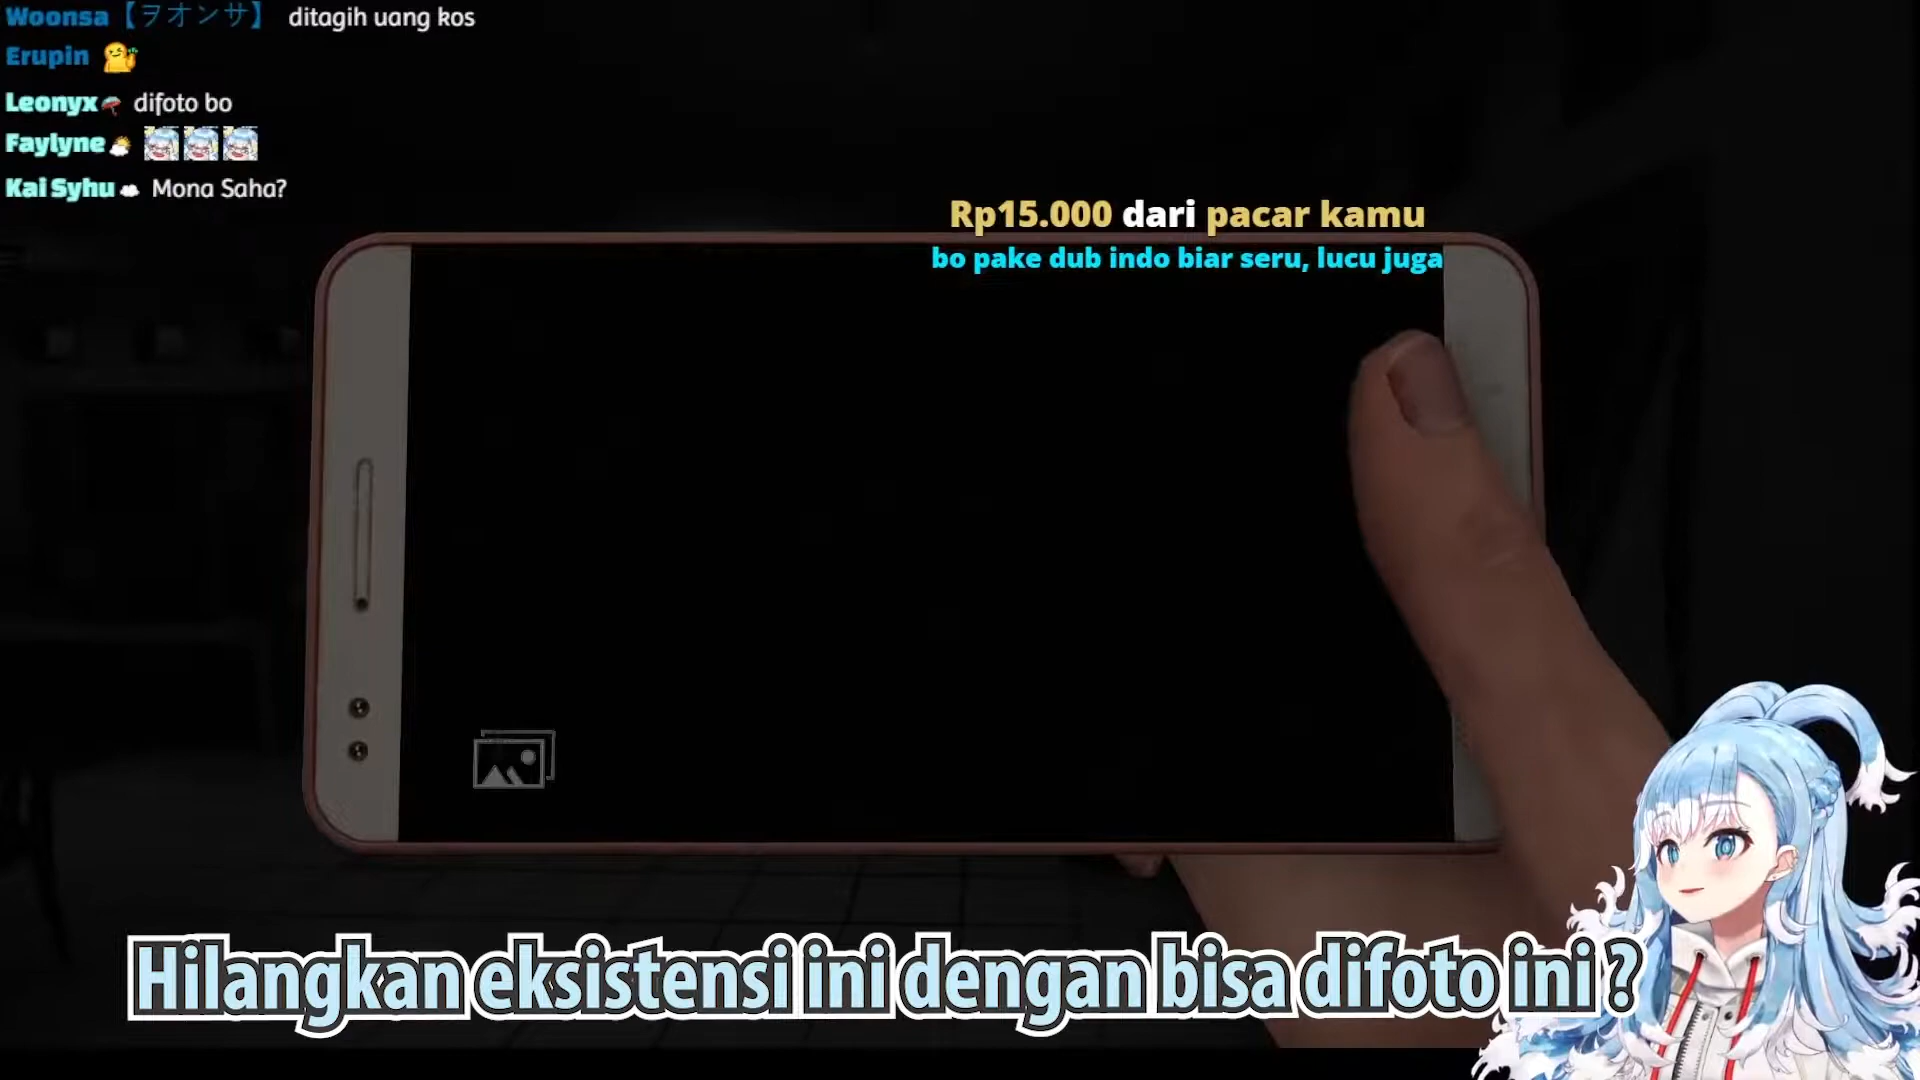 Woonsa【ヲオンサ】 ditagih uang kos
Erupin
Leonyx difoto bo
Faylyne
Kai Syhu Mona Saha?
Rp15.000 dari pacar kamu
bo pake dub indo biar seru, lucu juga
Hilangkan eksistensi ini dengan bisa difoto ini ?